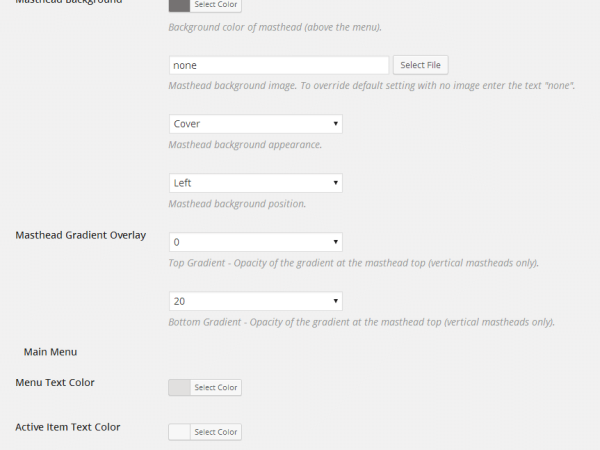 Masthead Background
Select Color
Background color of masthead (above the menu).
none
Select File
Masthead background image. To override default setting with no image enter the text "none".
Cover
Masthead background appearance.
Left
Masthead background position.
Masthead Gradient Overlay
0
Top Gradient - Opacity of the gradient at the masthead top (vertical mastheads only).
20
Bottom Gradient - Opacity of the gradient at the masthead top (vertical mastheads only).
Main Menu
Menu Text Color
Select Color
Active Item Text Color
Select Color